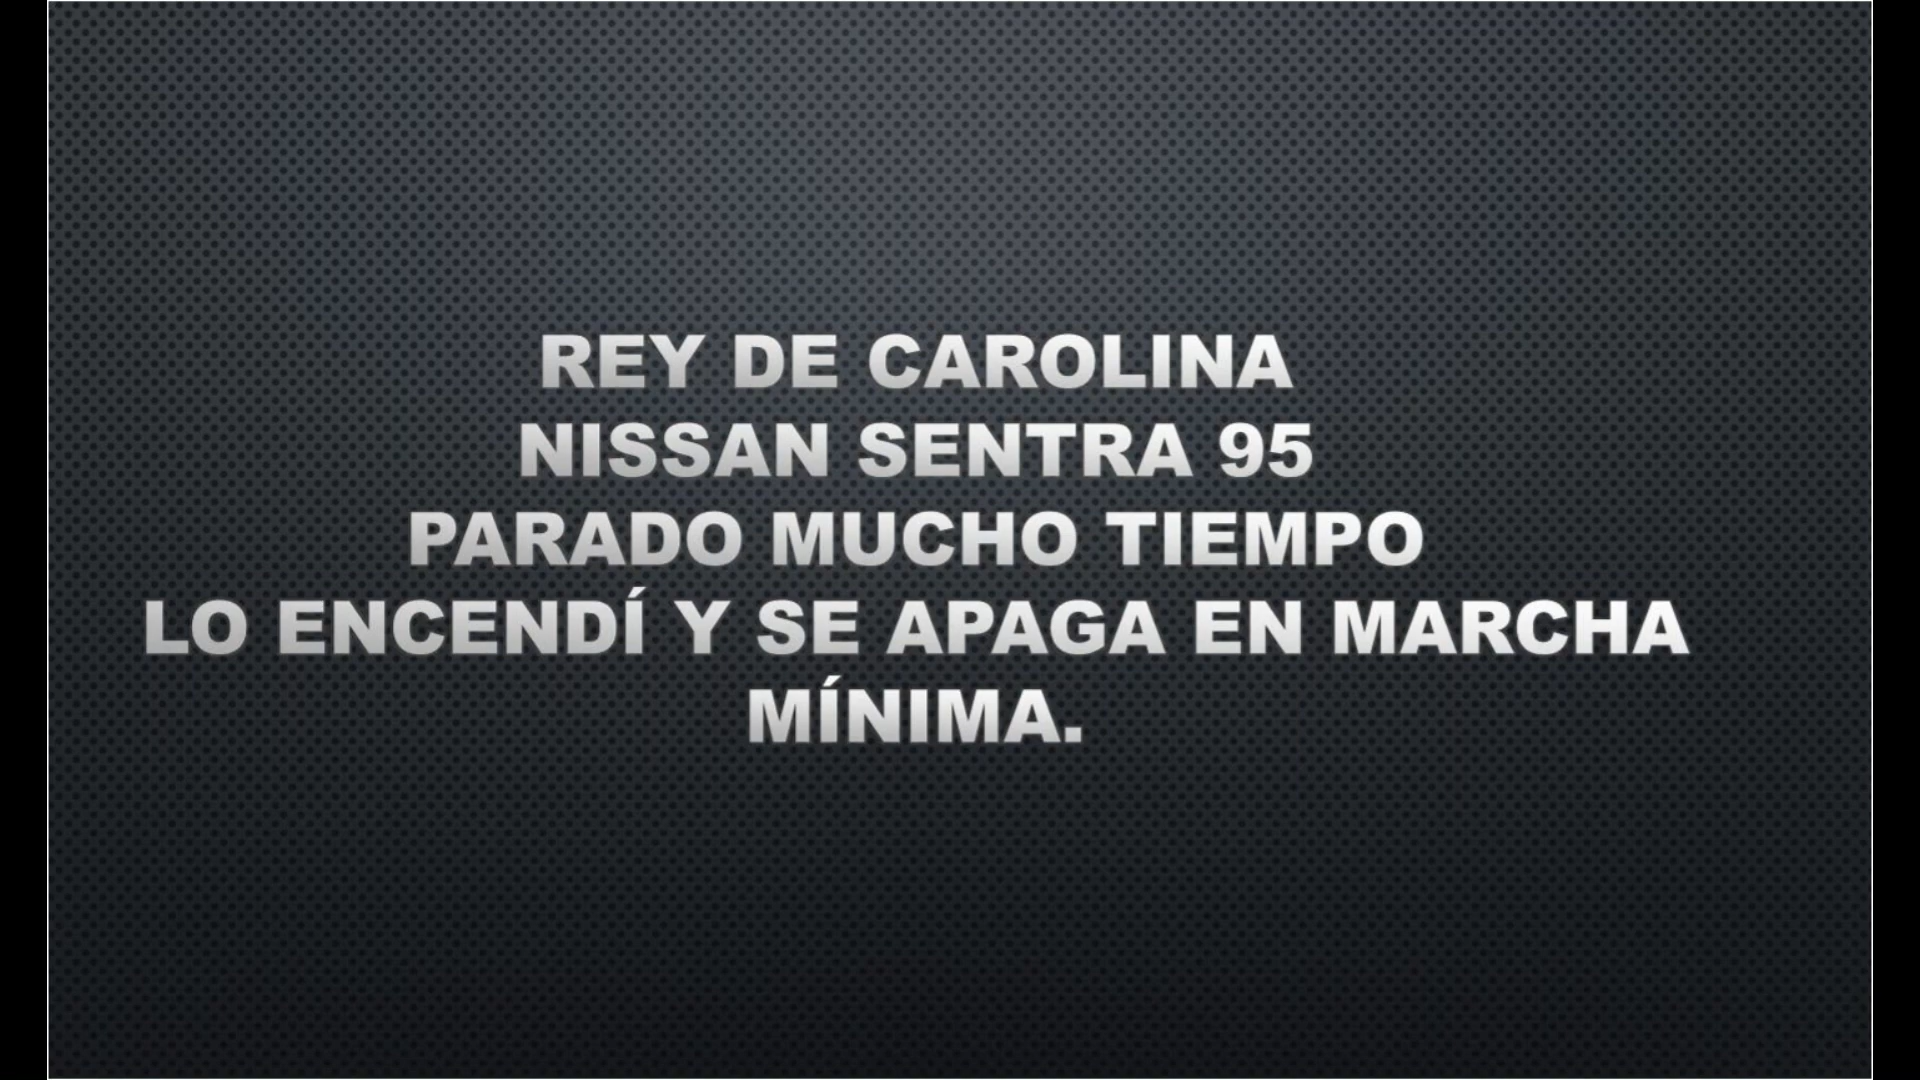 REY DE CAROLINA
NISSAN SENTRA 95
PARADO MUCHO TIEMPO
LO ENCENDÍ Y SE APAGA EN MARCHA
MÍNIMA.